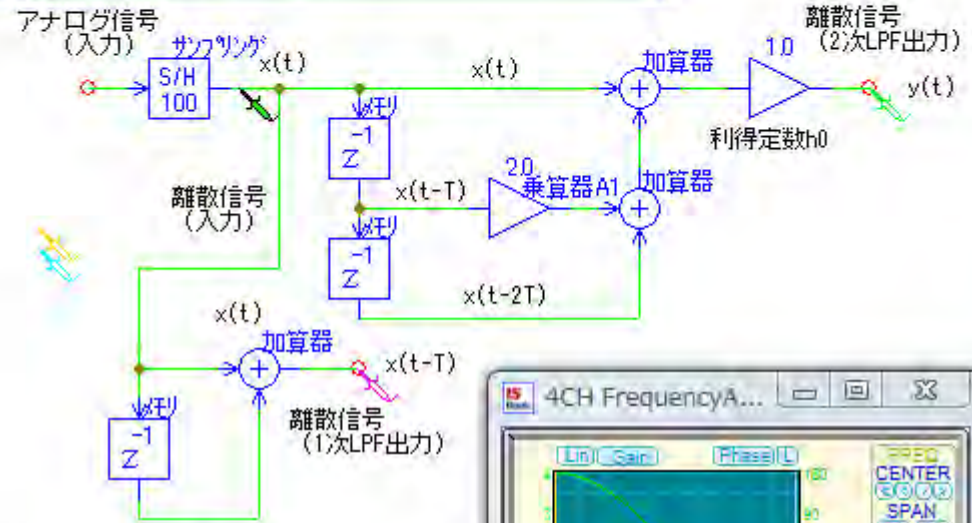 アナログ信号
(入力)
サンプリング
S/H
100
x(t)
x(t)
加算器
1.0
離散信号
(2次LPF出力)
y(t)
利得定数h0
メモリ
Z-1
離散信号
(入力)
x(t-T)
2.0
乗算器A1
加算器
メモリ
Z-1
x(t-2T)
x(t)
加算器
x(t-T)
離散信号
(1次LPF出力)
メモリ
Z-1
4CH FrequencyA...
Lin
Gain
Phase
L
180
FREQ
CENTER
90
SPAN